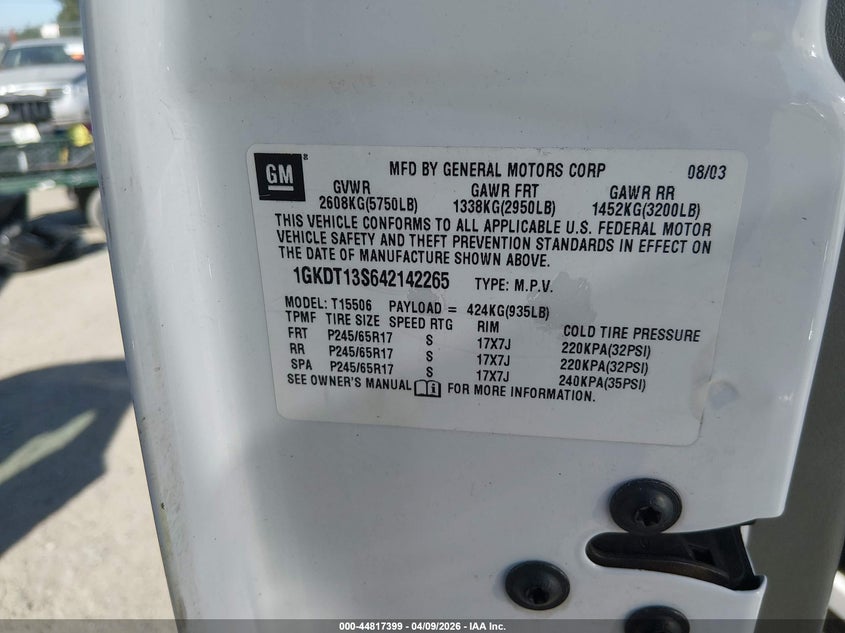 GM ®
MFD BY GENERAL MOTORS CORP 08/03
GVWR GAWR FRT GAWR RR
2608KG(5750LB) 1338KG(2950LB) 1452KG(3200LB)
THIS VEHICLE CONFORMS TO ALL APPLICABLE U.S. FEDERAL MOTOR
VEHICLE SAFETY AND THEFT PREVENTION STANDARDS IN EFFECT ON
THE DATE OF MANUFACTURE SHOWN ABOVE.
1GKDT13S642142265 TYPE: M.P.V.
MODEL: T15506 PAYLOAD = 424KG(935LB)
TPMF TIRE SIZE SPEED RTG RIM COLD TIRE PRESSURE
FRT P245/65R17 S 17X7J 220KPA(32PSI)
RR P245/65R17 S 17X7J 220KPA(32PSI)
SPA P245/65R17 S 17X7J 240KPA(35PSI)
SEE OWNER'S MANUAL FOR MORE INFORMATION.
000-44817399 | 04/09/2026 - IAA Inc.